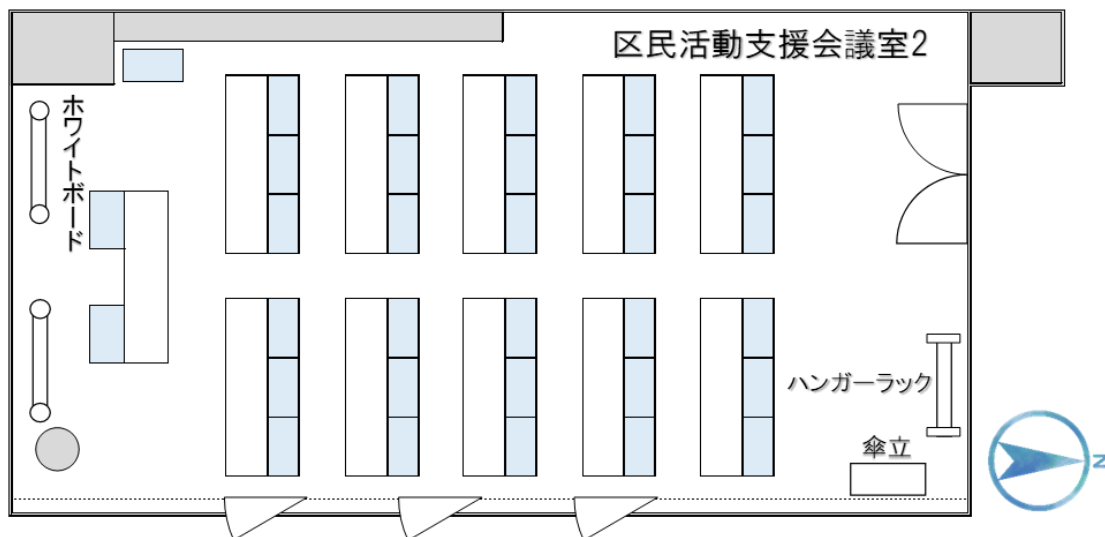 区民活動支援会議室2
ホワイトボード
ハンガーラック
傘立
N